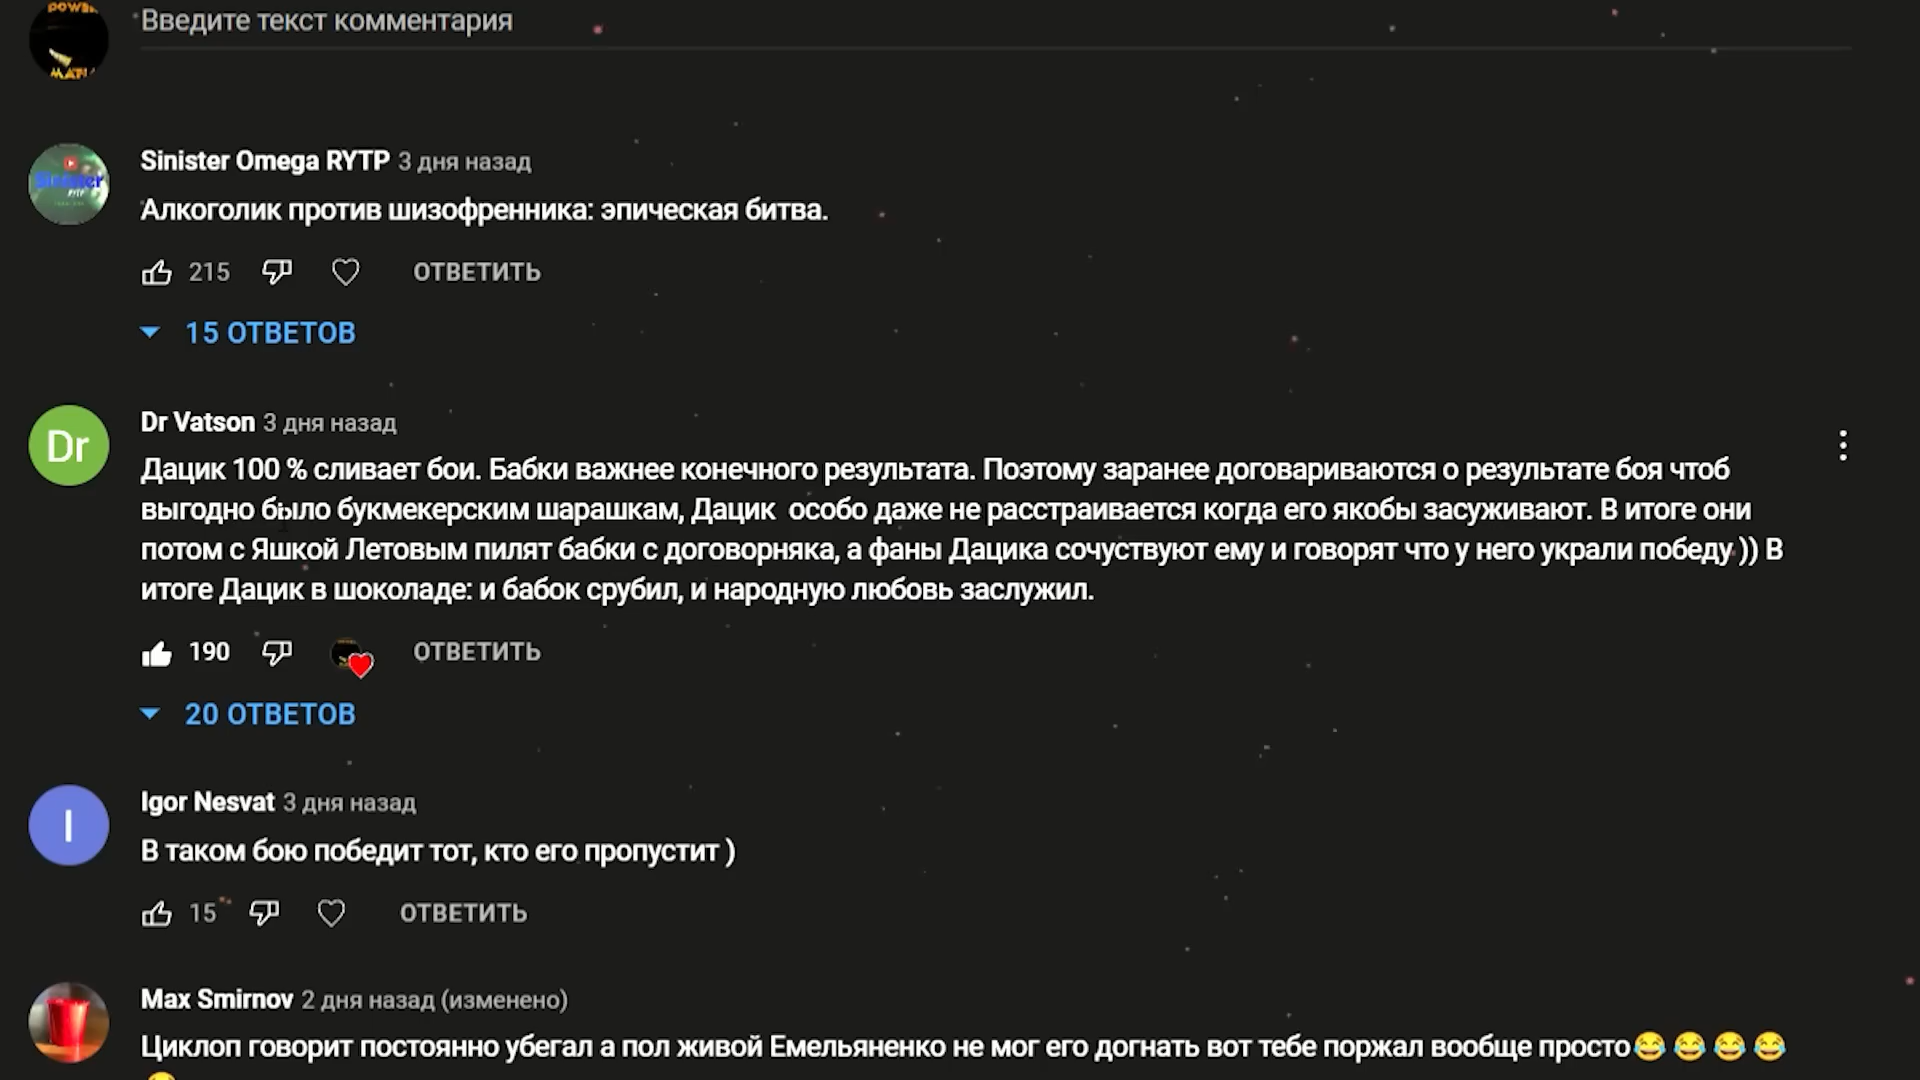 POWER
MAN
Введите текст комментария
Sinister Omega RYTP 3 дня назад
Sinister
RYTP
Алкоголик против шизофренника: эпическая битва.
215 ОТВЕТИТЬ
15 ОТВЕТОВ
Dr
Dr Vatson 3 дня назад
Дацик 100 % сливает бои. Бабки важнее конечного результата. Поэтому заранее договариваются о результате боя чтоб
выгодно было букмекерским шарашкам, Дацик  особо даже не расстраивается когда его якобы засуживают. В итоге они
потом с Яшкой Летовым пилят бабки с договорняка, а фаны Дацика сочуствуют ему и говорят что у него украли победу )) В
итоге Дацик в шоколаде: и бабок срубил, и народную любовь заслужил.
190 ОТВЕТИТЬ
20 ОТВЕТОВ
I
Igor Nesvat 3 дня назад
В таком бою победит тот, кто его пропустит )
15 ОТВЕТИТЬ
Max Smirnov 2 дня назад (изменено)
Циклоп говорит постоянно убегал а пол живой Емельяненко не мог его догнать вот тебе поржал вообще просто😂😂😂😂